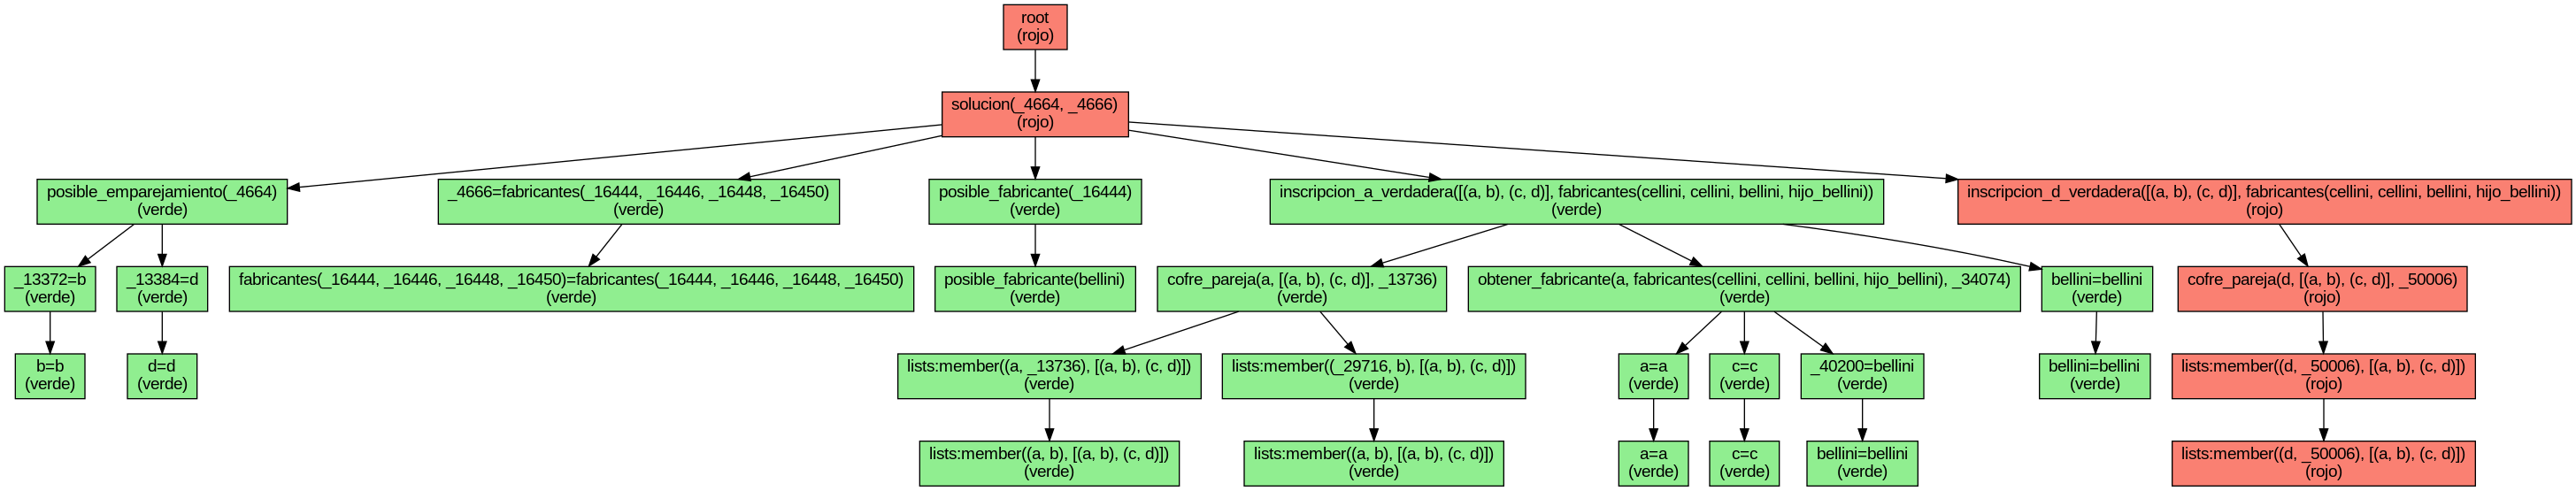 root
(rojo)
solucion(_4664, _4666)
(rojo)
posible_emparejamiento(_4664)
(verde)
_4666=fabricantes(_16444, _16446, _16448, _16450)
(verde)
posible_fabricante(_16444)
(verde)
inscripcion_a_verdadera([(a, b), (c, d)], fabricantes(cellini, cellini, bellini, hijo_bellini))
(verde)
inscripcion_d_verdadera([(a, b), (c, d)], fabricantes(cellini, cellini, bellini, hijo_bellini))
(rojo)
_13372=b
(verde)
_13384=d
(verde)
fabricantes(_16444, _16446, _16448, _16450)=fabricantes(_16444, _16446, _16448, _16450)
(verde)
posible_fabricante(bellini)
(verde)
cofre_pareja(a, [(a, b), (c, d)], _13736)
(verde)
obtener_fabricante(a, fabricantes(cellini, cellini, bellini, hijo_bellini), _34074)
(verde)
bellini=bellini
(verde)
cofre_pareja(d, [(a, b), (c, d)], _50006)
(rojo)
b=b
(verde)
d=d
(verde)
lists:member((a, _13736), [(a, b), (c, d)])
(verde)
lists:member((_29716, b), [(a, b), (c, d)])
(verde)
a=a
(verde)
c=c
(verde)
_40200=bellini
(verde)
bellini=bellini
(verde)
lists:member((d, _50006), [(a, b), (c, d)])
(rojo)
lists:member((a, b), [(a, b), (c, d)])
(verde)
lists:member((a, b), [(a, b), (c, d)])
(verde)
a=a
(verde)
c=c
(verde)
bellini=bellini
(verde)
lists:member((d, _50006), [(a, b), (c, d)])
(rojo)